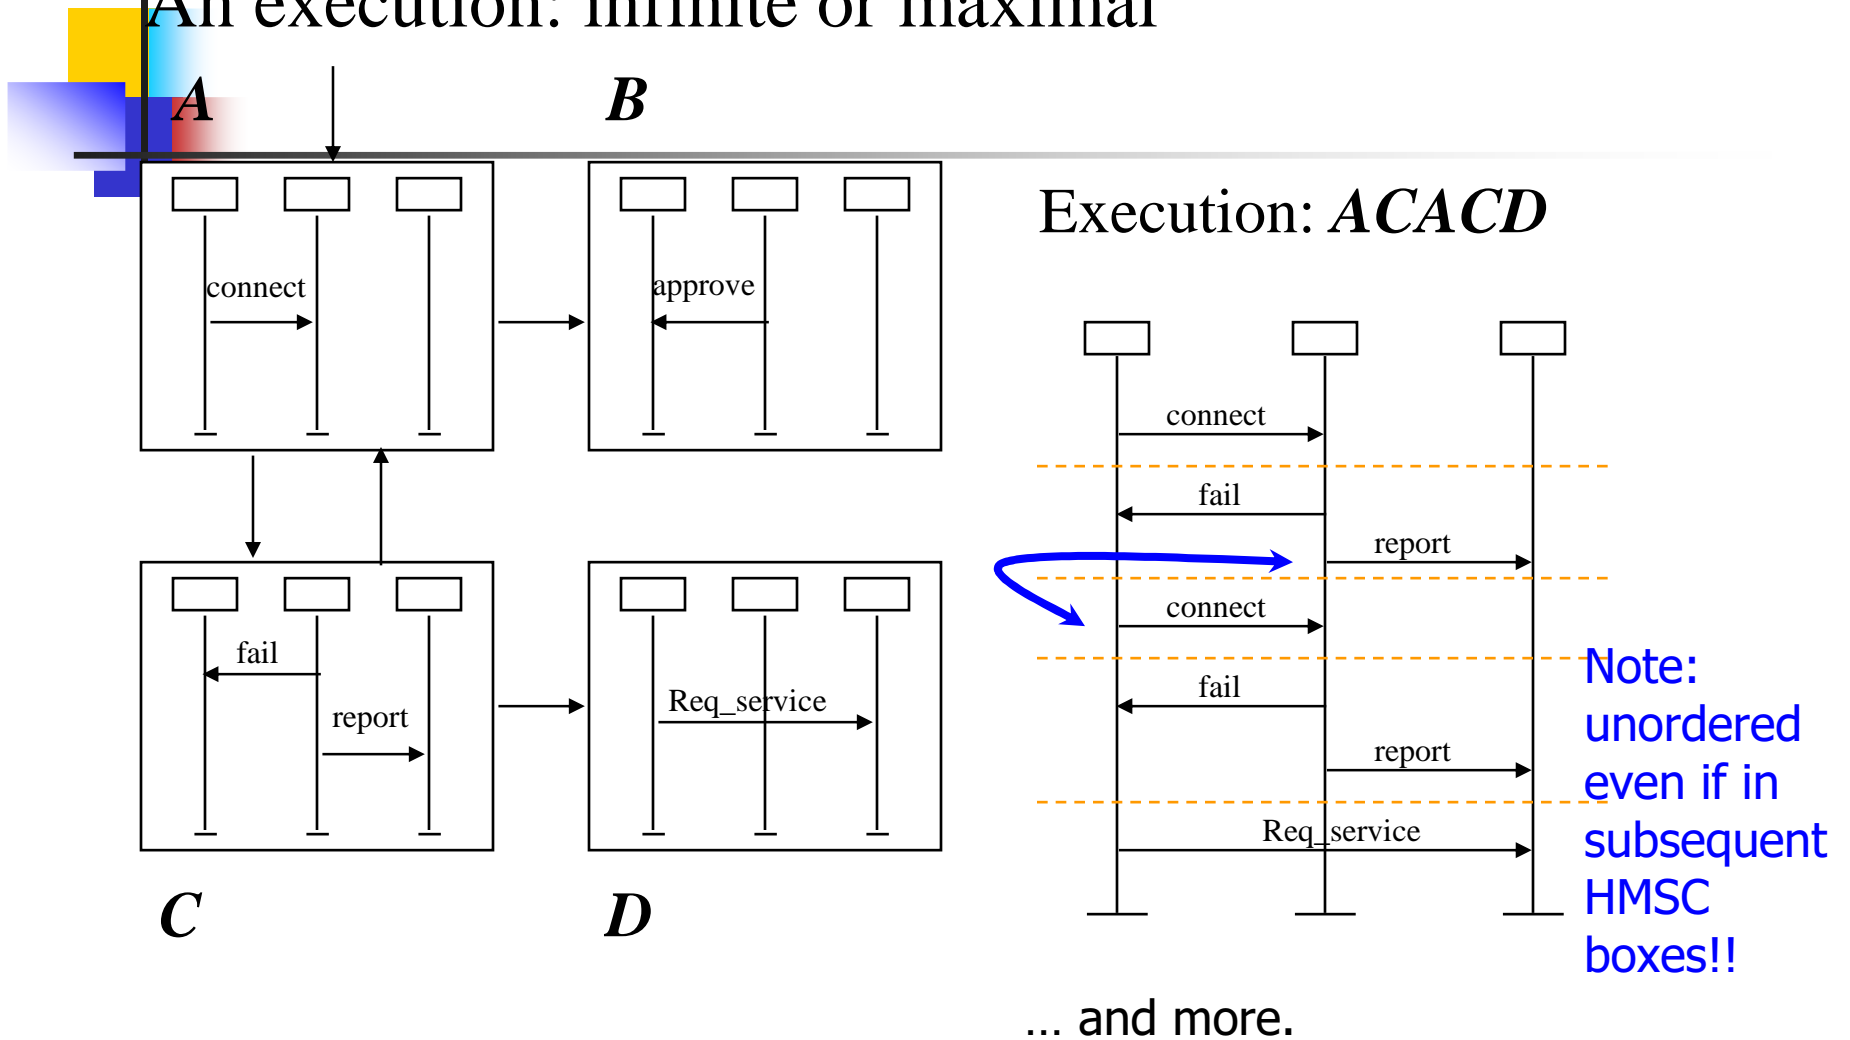 An execution: infinite or maximal
A
B
connect
approve
fail
report
Req_service
C
D
Execution: ACACD
connect
fail
report
connect
fail
report
Req_service
Note:
unordered
even if in
subsequent
HMSC
boxes!!
... and more.